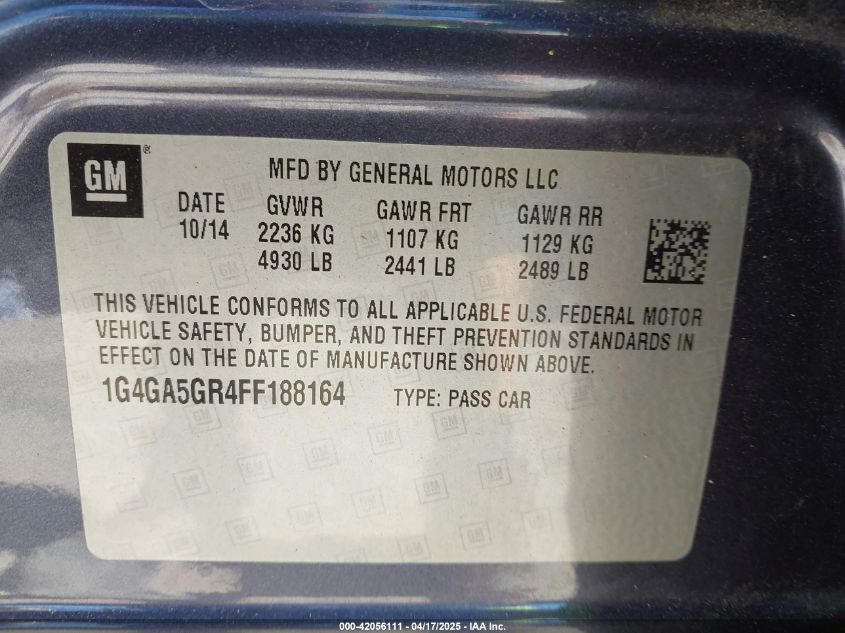 GM ®
MFD BY GENERAL MOTORS LLC
DATE GVWR GAWR FRT GAWR RR
10/14 2236 KG 1107 KG 1129 KG
4930 LB 2441 LB 2489 LB
THIS VEHICLE CONFORMS TO ALL APPLICABLE U.S. FEDERAL MOTOR
VEHICLE SAFETY, BUMPER, AND THEFT PREVENTION STANDARDS IN
EFFECT ON THE DATE OF MANUFACTURE SHOWN ABOVE.
1G4GA5GR4FF188164 TYPE: PASS CAR
000-42056111 - 04/17/2025 - IAA Inc.